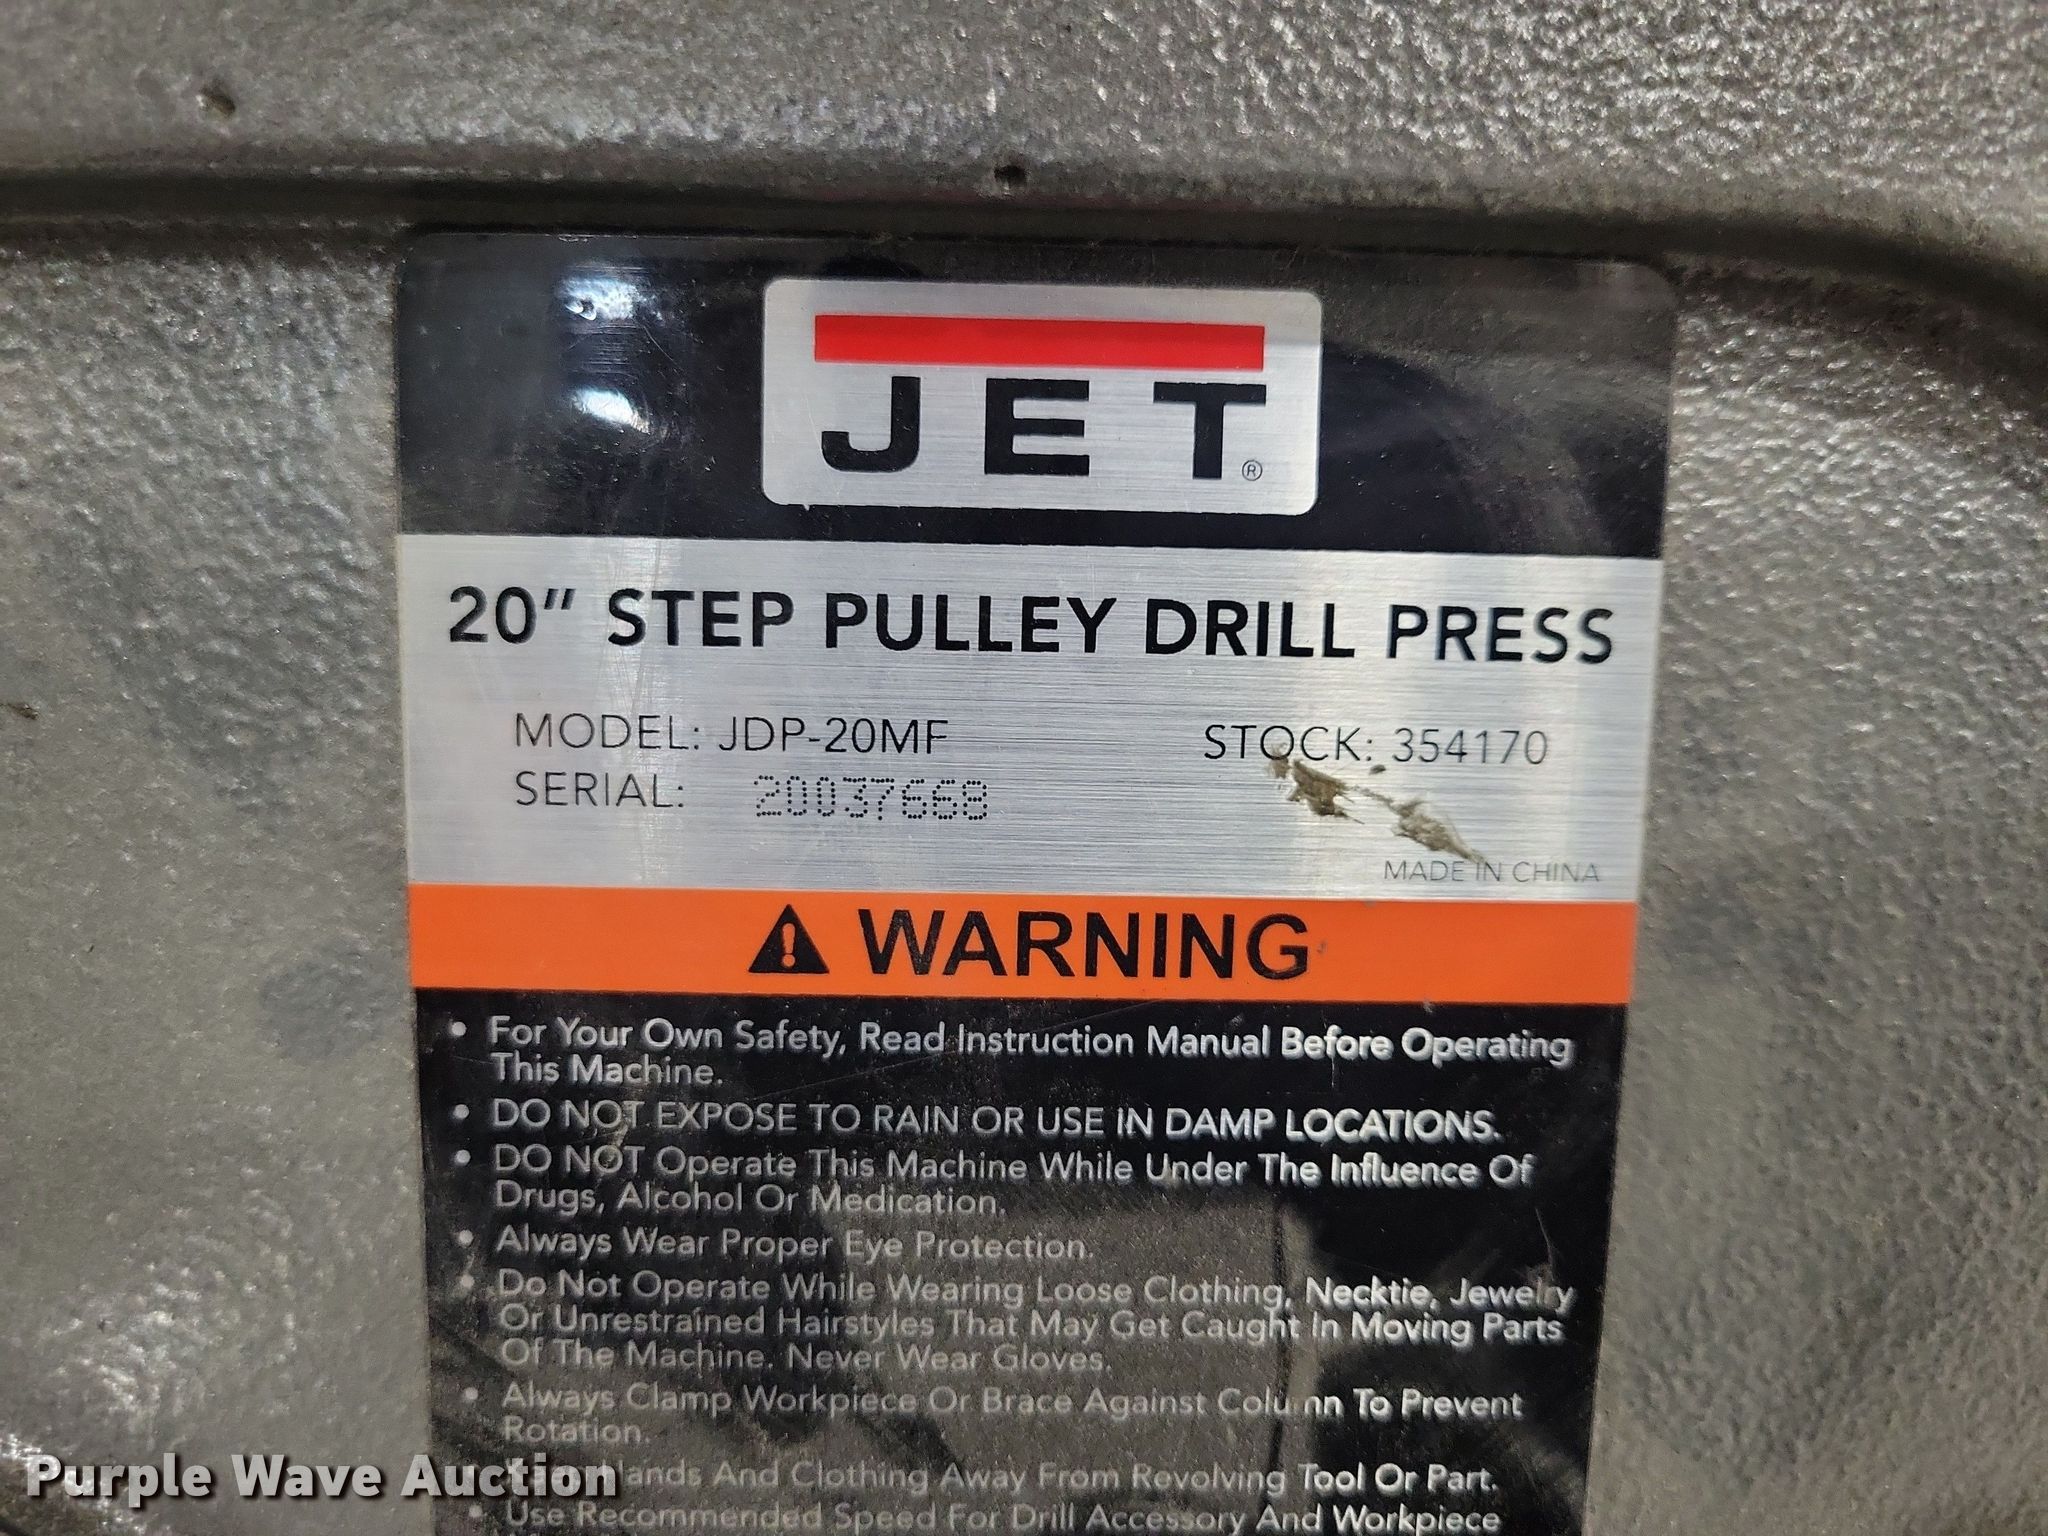 JET®
20" STEP PULLEY DRILL PRESS
MODEL: JDP-20MF STOCK: 354170
SERIAL: 20037668
MADE IN CHINA
WARNING
• For Your Own Safety, Read Instruction Manual Before Operating
This Machine.
• DO NOT EXPOSE TO RAIN OR USE IN DAMP LOCATIONS.
• DO NOT Operate This Machine While Under The Influence Of
Drugs, Alcohol Or Medication.
• Always Wear Proper Eye Protection.
• Do Not Operate While Wearing Loose Clothing, Necktie, Jewelry
Or Unrestrained Hairstyles That May Get Caught In Moving Parts
Of The Machine. Never Wear Gloves.
• Always Clamp Workpiece Or Brace Against Column To Prevent
Rotation.
Hands And Clothing Away From Revolving Tool Or Part.
• Use Recommended Speed For Drill Accessory And Workpiece
Purple Wave Auction